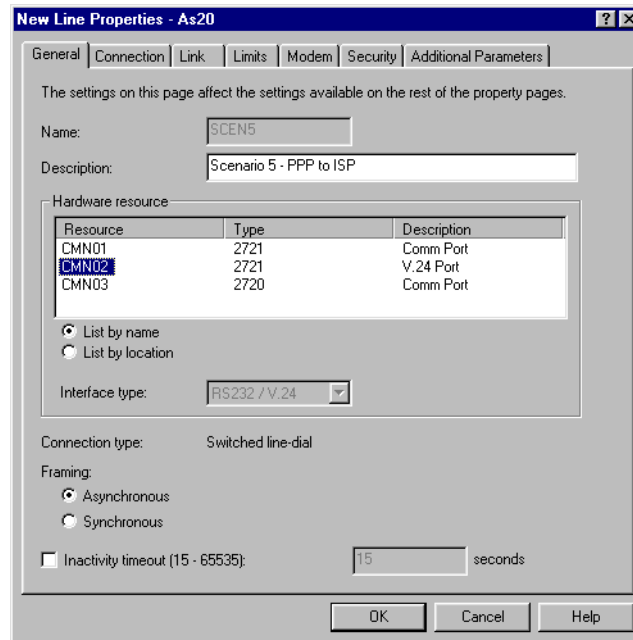 New Line Properties - As20
General Connection Link Limits Modem Security Additional Parameters
The settings on this page affect the settings available on the rest of the property pages.
Name: SCEN5
Description: Scenario 5 - PPP to ISP
Hardware resource
Resource Type Description
CMN01 2721 Comm Port
CMN02 2721 V.24 Port
CMN03 2720 Comm Port
List by name
List by location
Interface type: RS232 / V.24
Connection type: Switched line-dial
Framing:
Asynchronous
Synchronous
Inactivity timeout (15 - 65535): 15 seconds
OK Cancel Help